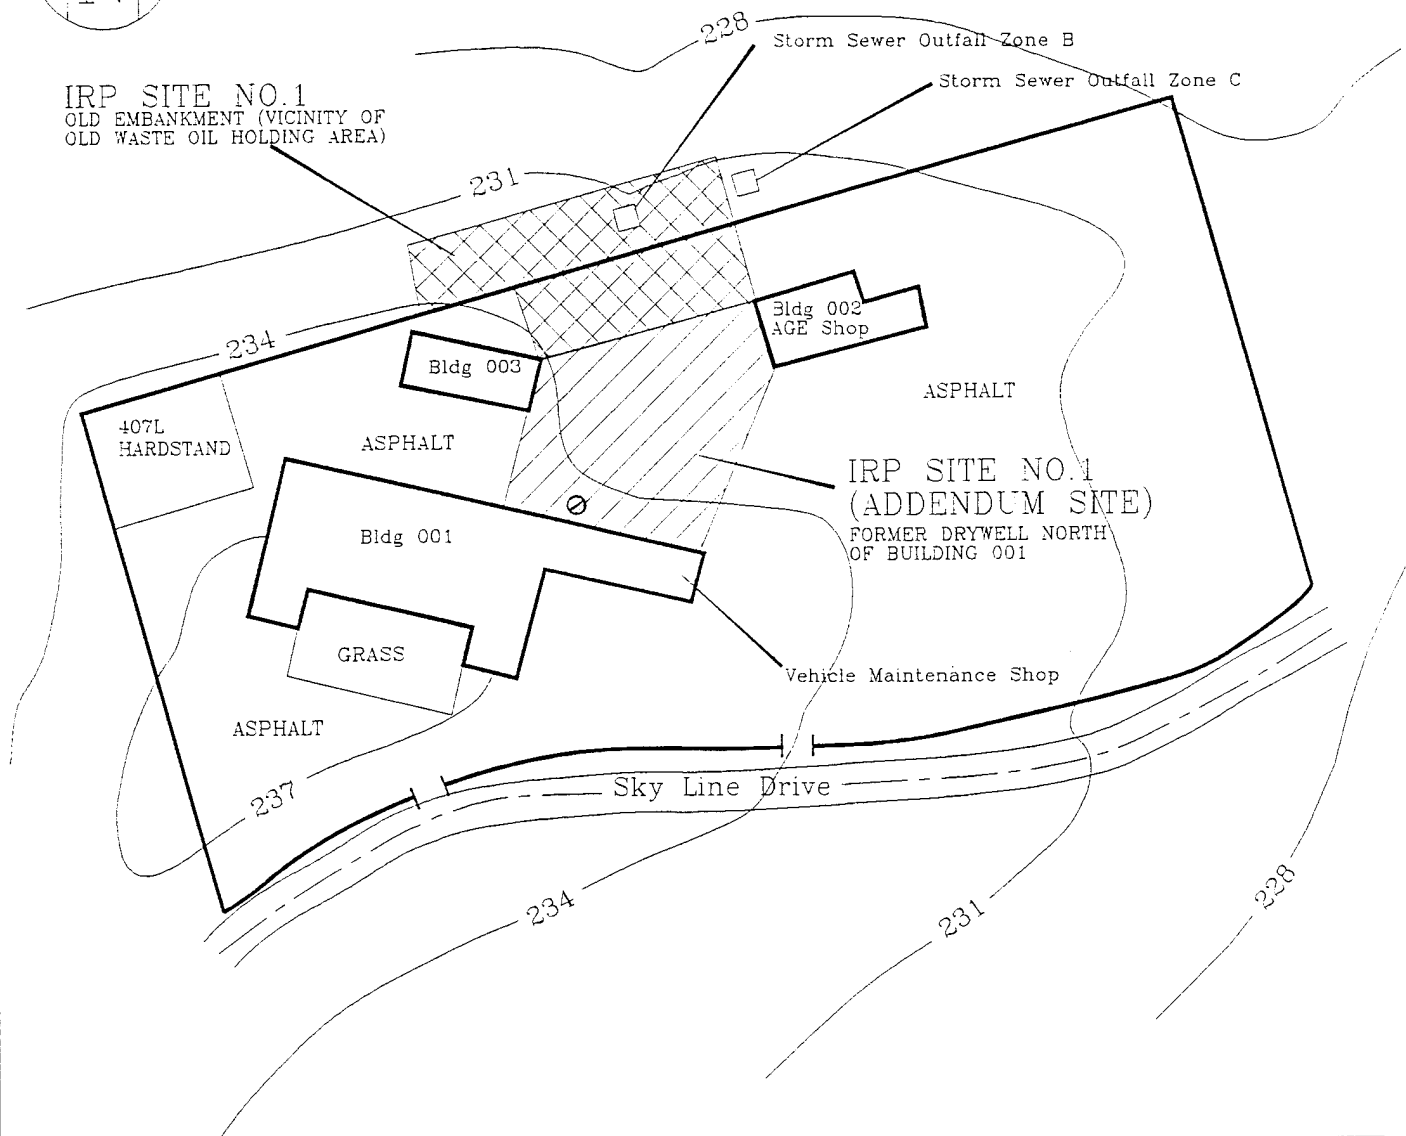 228
Storm Sewer Outfall Zone B
Storm Sewer Outfall Zone C
IRP SITE NO.1
OLD EMBANKMENT (VICINITY OF
OLD WASTE OIL HOLDING AREA)
231
234
Bldg 002
AGE Shop
Bldg 003
ASPHALT
407L
HARDSTAND
ASPHALT
IRP SITE NO.1
(ADDENDUM SITE)
FORMER DRYWELL NORTH
OF BUILDING 001
Bldg 001
GRASS
Vehicle Maintenance Shop
ASPHALT
237
Sky Line Drive
234
231
228